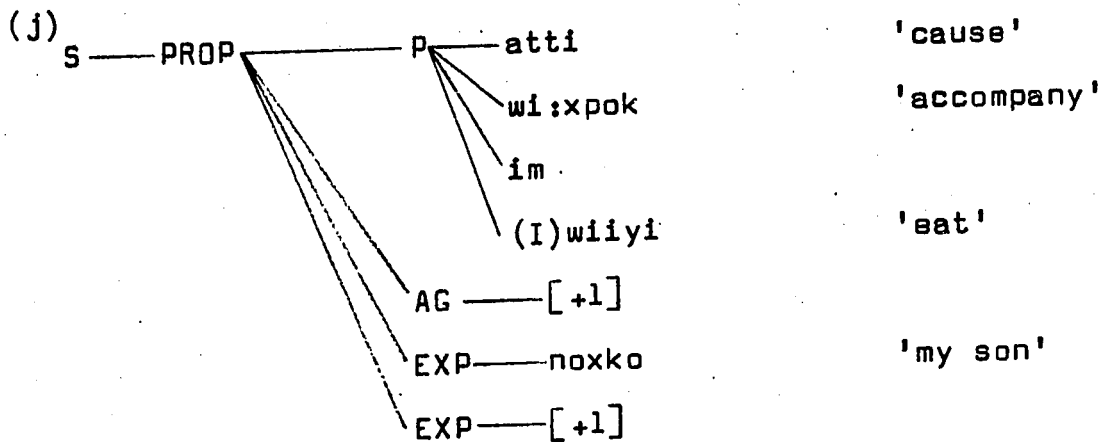 (j) S PROP P atti 'cause'
wi:xpok 'accompany'
im
(I)wiiyi 'eat'
AG [+1]
EXP noxko 'my son'
EXP [+1]